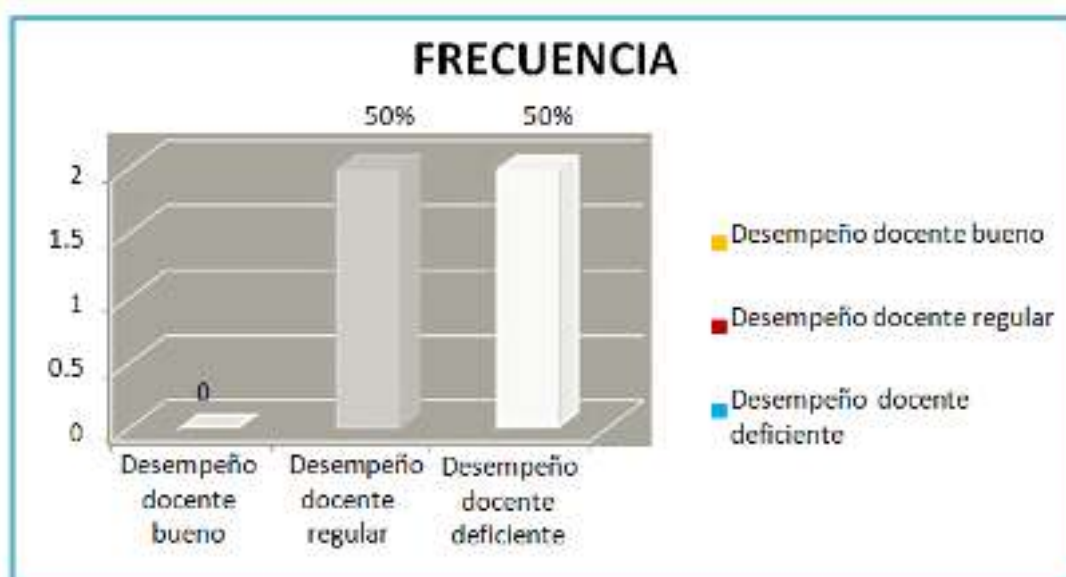 FRECUENCIA
50% 50%
2
1.5
1
0.5
0
0
Desempeño docente bueno
Desempeño docente regular
Desempeño docente deficiente
Desempeño docente bueno
Desempeño docente regular
Desempeño docente
deficiente